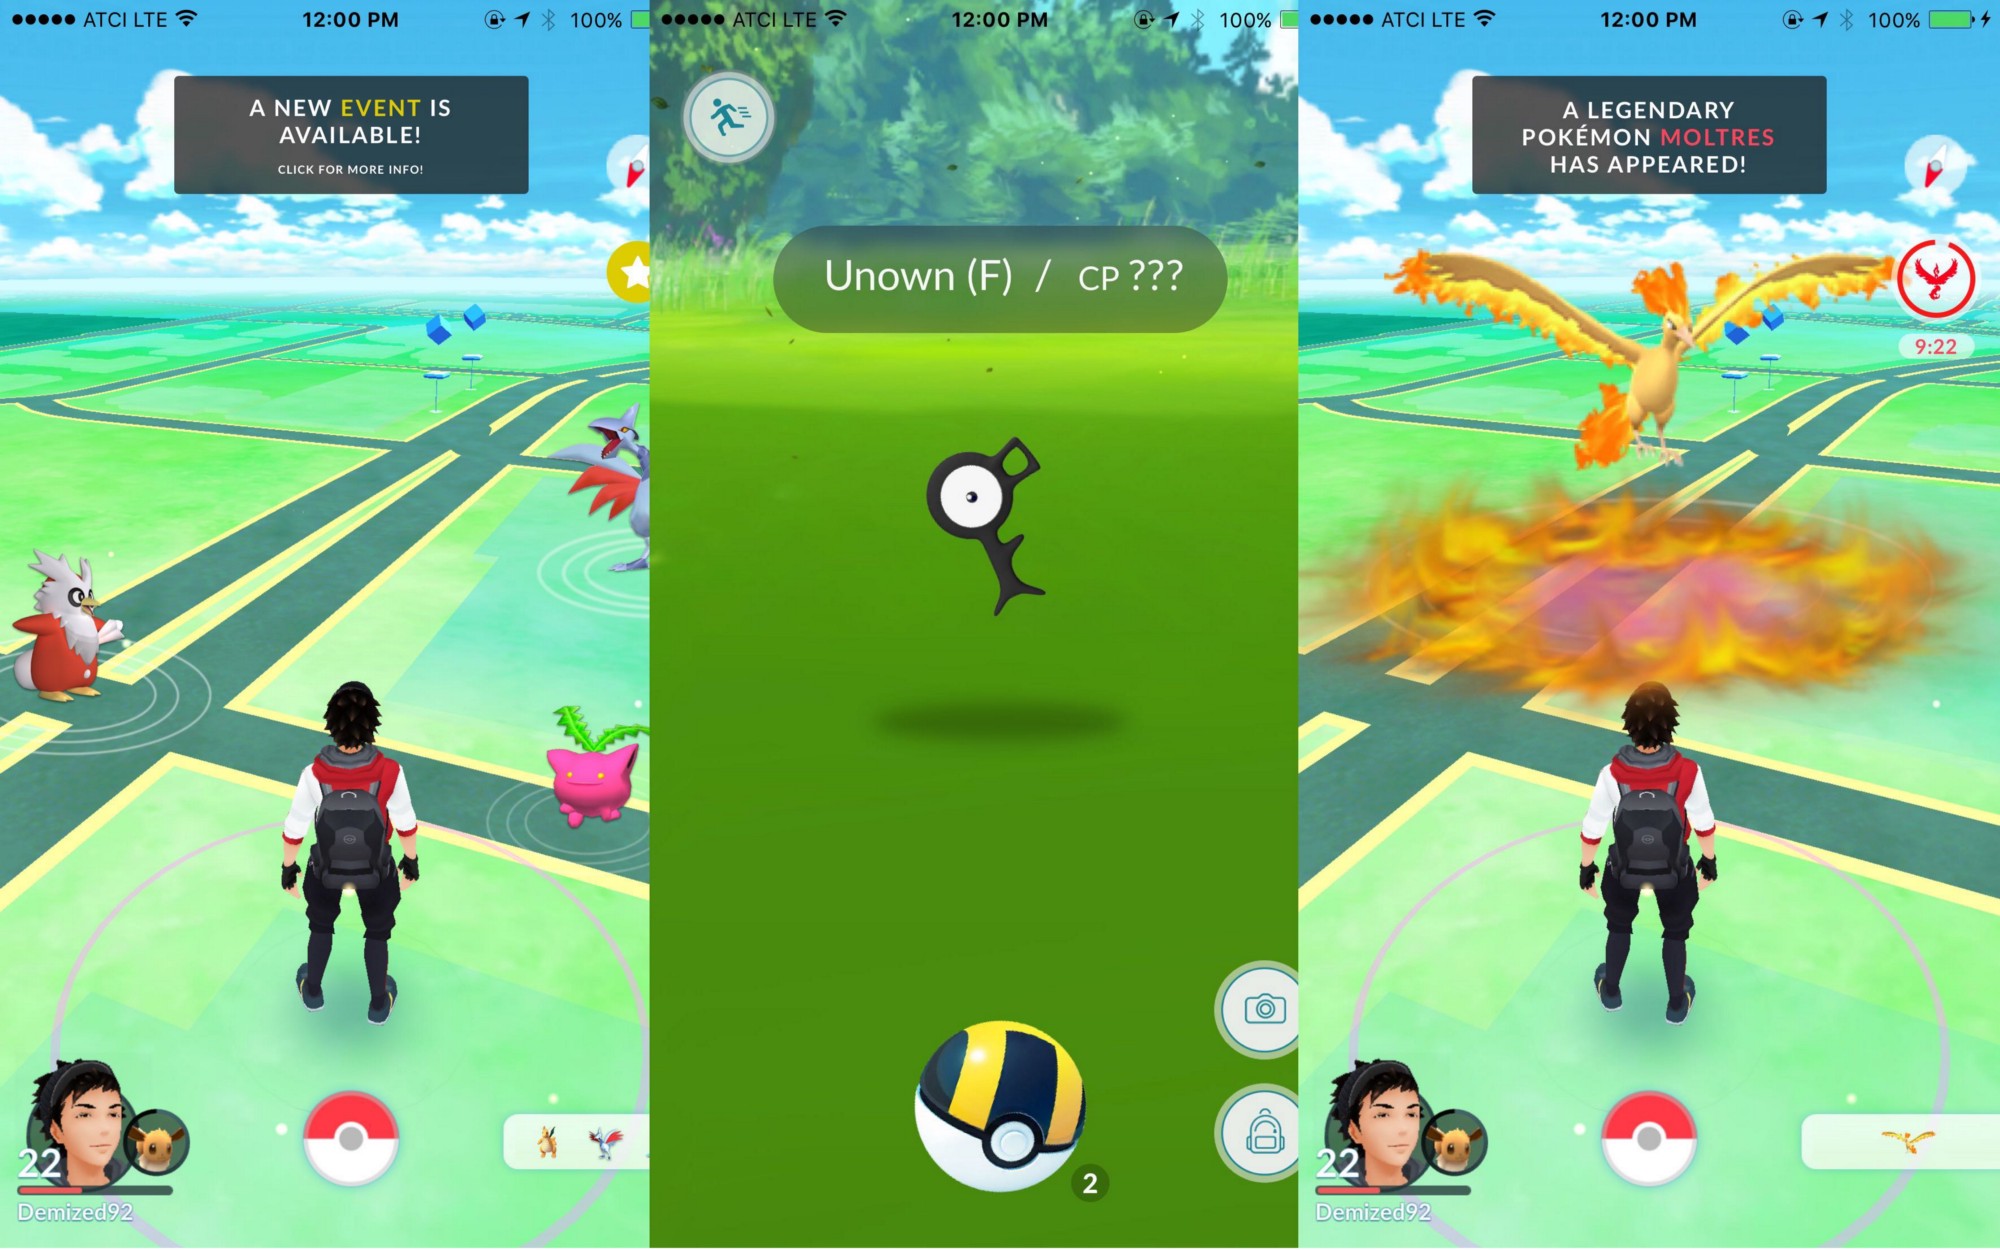 ATCI LTE 12:00 PM 100%
A NEW EVENT IS
AVAILABLE!
CLICK FOR MORE INFO!
22
Demized92
ATCI LTE 12:00 PM 100%
Unown (F) / CP ???
2
ATCI LTE 12:00 PM 100%
A LEGENDARY
POKÉMON MOLTRES
HAS APPEARED!
9:22
22
Demized92